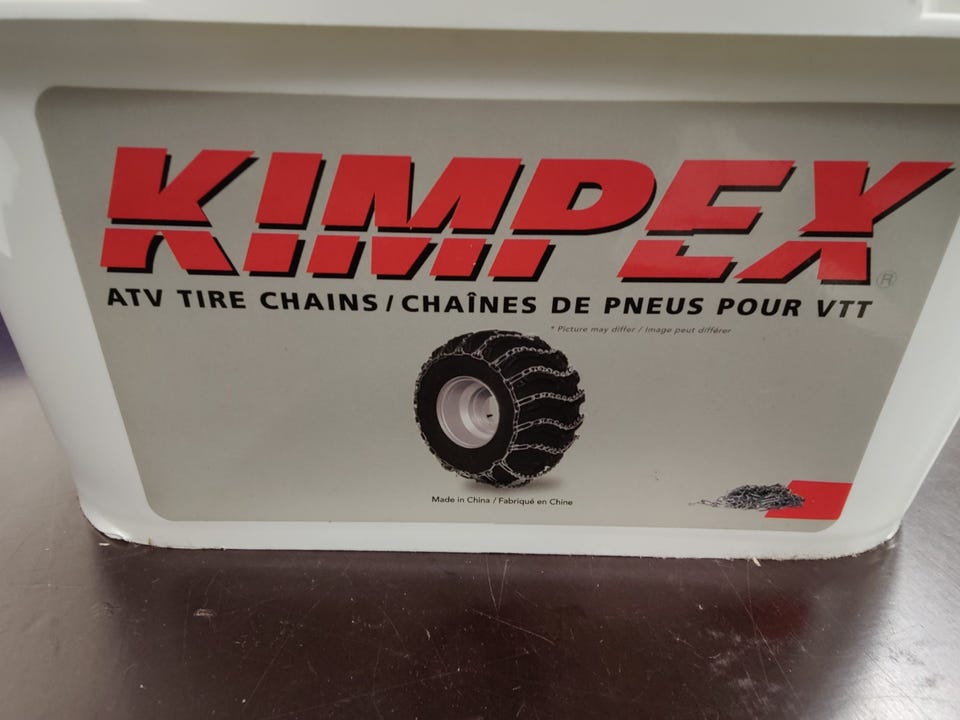 KIMPEX®
ATV TIRE CHAINS / CHAÎNES DE PNEUS POUR VTT
* Picture may differ / Image peut différer
Made in China / Fabriqué en Chine